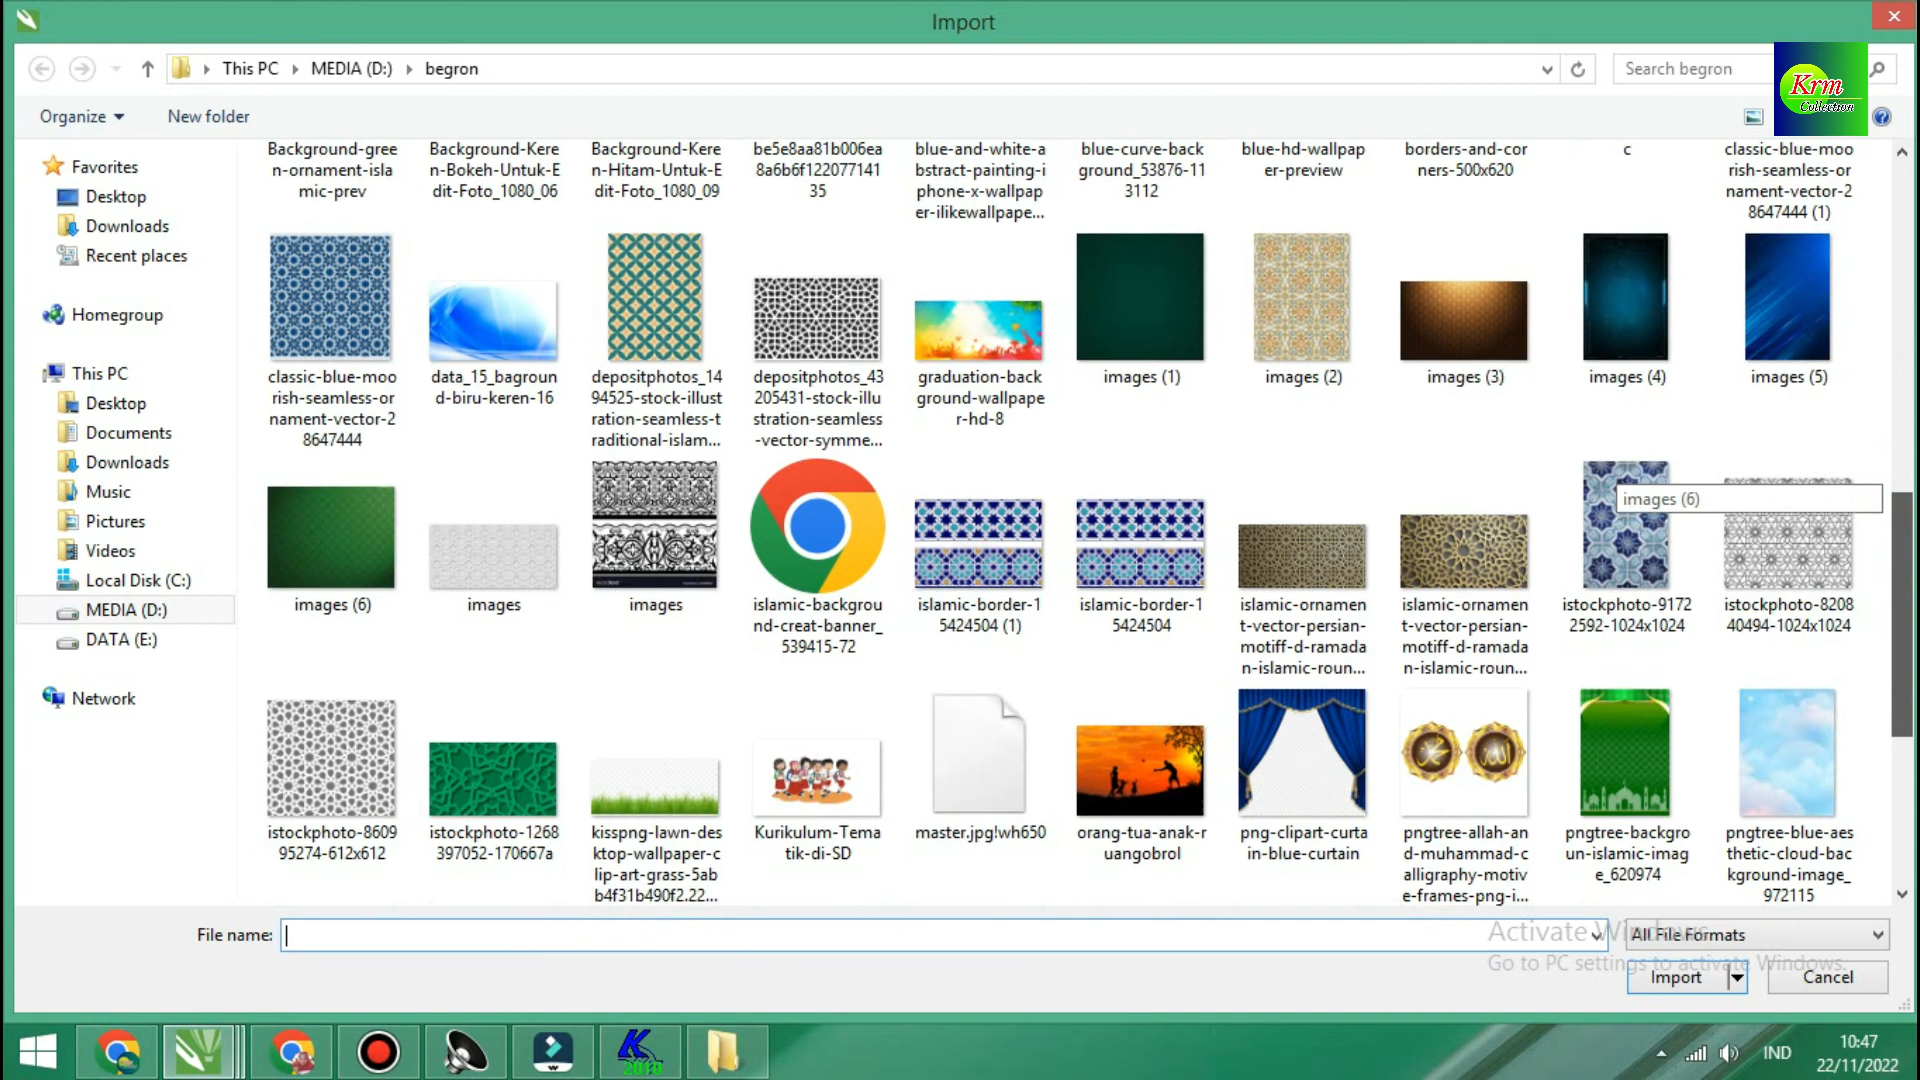 Import
This PC
MEDIA (D:)
begron
Search begron
Krm
Collection
Organize
New folder
Favorites
Desktop
Downloads
Recent places
Homegroup
This PC
Desktop
Documents
Downloads
Music
Pictures
Videos
Local Disk (C:)
MEDIA (D:)
DATA (E:)
Network
Background-gree
n-ornament-isla
mic-prev
Background-Kere
n-Bokeh-Untuk-E
dit-Foto_1080_06
Background-Kere
n-Hitam-Untuk-E
dit-Foto_1080_09
be5e8aa81b006ea
8a6b6f122077141
35
blue-and-white-a
bstract-painting-i
phone-x-wallpap
er-ilikewallpape...
blue-curve-back
ground_53876-11
3112
blue-hd-wallpap
er-preview
borders-and-cor
ners-500x620
c
classic-blue-moo
rish-seamless-or
nament-vector-2
8647444 (1)
classic-blue-moo
rish-seamless-or
nament-vector-2
8647444
data_15_bagroun
d-biru-keren-16
depositphotos_14
94525-stock-illust
ration-seamless-t
raditional-islam...
depositphotos_43
205431-stock-illu
stration-seamless
-vector-symme...
graduation-back
ground-wallpape
r-hd-8
images (1)
images (2)
images (3)
images (4)
images (5)
images (6)
images (6)
images
images
islamic-backgrou
nd-creat-banner_
539415-72
islamic-border-1
5424504 (1)
islamic-border-1
5424504
islamic-ornamen
t-vector-persian-
motiff-d-ramada
n-islamic-roun...
islamic-ornamen
t-vector-persian-
motiff-d-ramada
n-islamic-roun...
istockphoto-9172
2592-1024x1024
istockphoto-8208
40494-1024x1024
istockphoto-8609
95274-612x612
istockphoto-1268
397052-170667a
kisspng-lawn-des
ktop-wallpaper-c
lip-art-grass-5ab
b4f31b490f2.22...
Kurikulum-Tema
tik-di-SD
master.jpg!wh650
orang-tua-anak-r
uangobrol
png-clipart-curta
in-blue-curtain
pngtree-allah-an
d-muhammad-c
alligraphy-motiv
e-frames-png-i...
pngtree-backgro
un-islamic-imag
e_620974
pngtree-blue-aes
thetic-cloud-bac
kground-image_
972115
File name:
All File Formats
Activate Windows
Go to PC settings to activate Windows.
Import
Cancel
K
2010
IND
10:47
22/11/2022